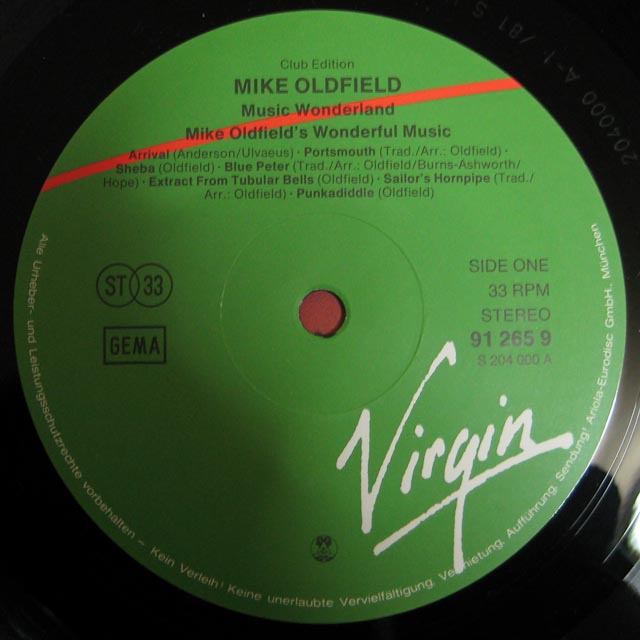 Club Edition
MIKE OLDFIELD
Music Wonderland
Mike Oldfield's Wonderful Music
Arrival (Anderson/Ulvaeus) · Portsmouth (Trad./Arr.: Oldfield) ·
Sheba (Oldfield) · Blue Peter (Trad./Arr.: Oldfield/Burns-Ashworth/
Hope) · Extract From Tubular Bells (Oldfield) · Sailor's Hornpipe (Trad./
Arr.: Oldfield) · Punkadiddle (Oldfield)
ST 33
GEMA
SIDE ONE
33 RPM
STEREO
91 265 9
S 204 000 A
Virgin
Alle Urheber- und Leistungsschutzrechte vorbehalten – Kein Verleih! Keine unerlaubte Vervielfältigung, Vermietung, Aufführung, Sendung! Ariola-Eurodisc GmbH, München
204000 A-1 /81 S